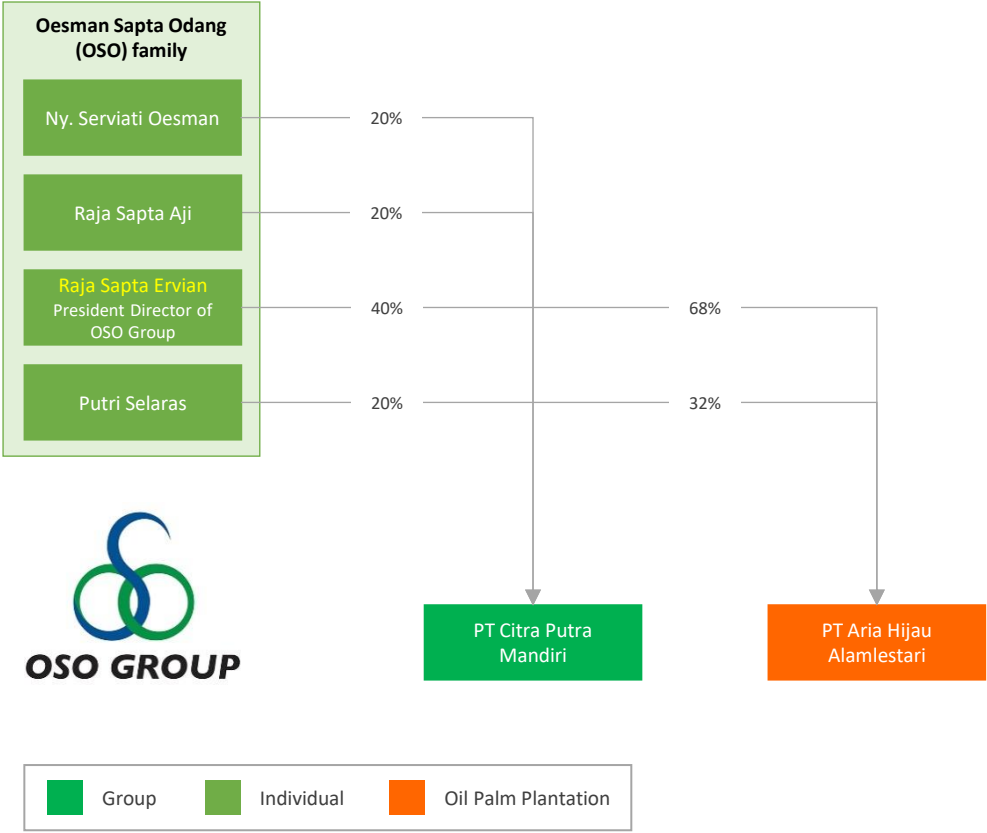 Oesman Sapta Odang
(OSO) family
Ny. Serviati Oesman
20%
Raja Sapta Aji
20%
Raja Sapta Ervian
President Director of
OSO Group
40%
68%
Putri Selaras
20%
32%
OSO GROUP
PT Citra Putra
Mandiri
PT Aria Hijau
Alamlestari
Group
Individual
Oil Palm Plantation